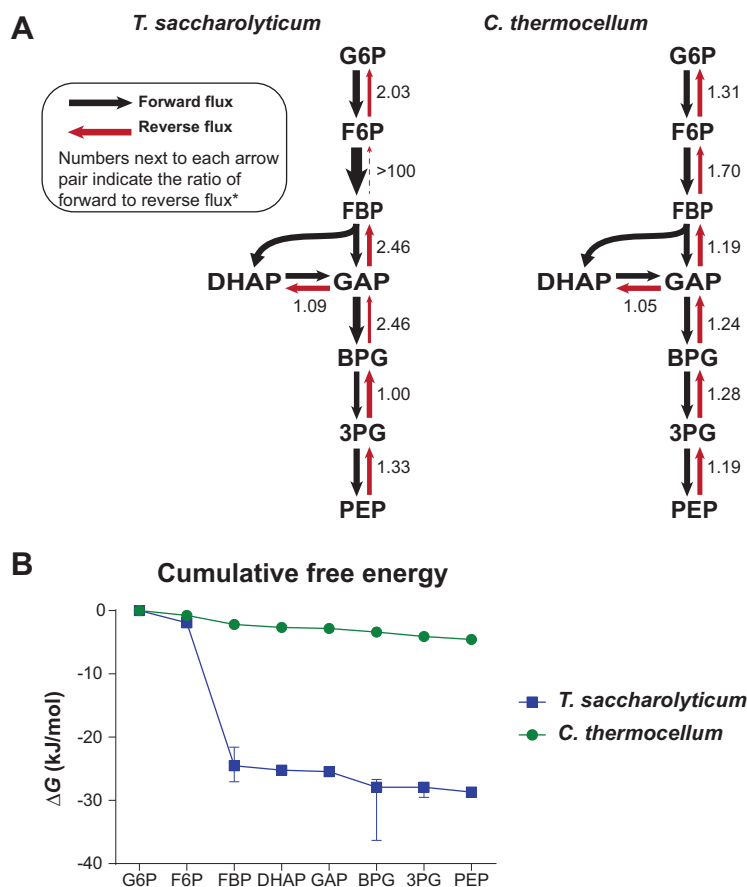 A
T. saccharolyticum
C. thermocellum
Forward flux
Reverse flux
Numbers next to each arrow
pair indicate the ratio of
forward to reverse flux*
G6P
2.03
F6P
>100
FBP
2.46
DHAP
GAP
1.09
2.46
BPG
1.00
3PG
1.33
PEP
G6P
1.31
F6P
1.70
FBP
1.19
DHAP
GAP
1.05
1.24
BPG
1.28
3PG
1.19
PEP
B
Cumulative free energy
ΔG (kJ/mol)
0
-10
-20
-30
-40
G6P F6P FBP DHAP GAP BPG 3PG PEP
T. saccharolyticum
C. thermocellum